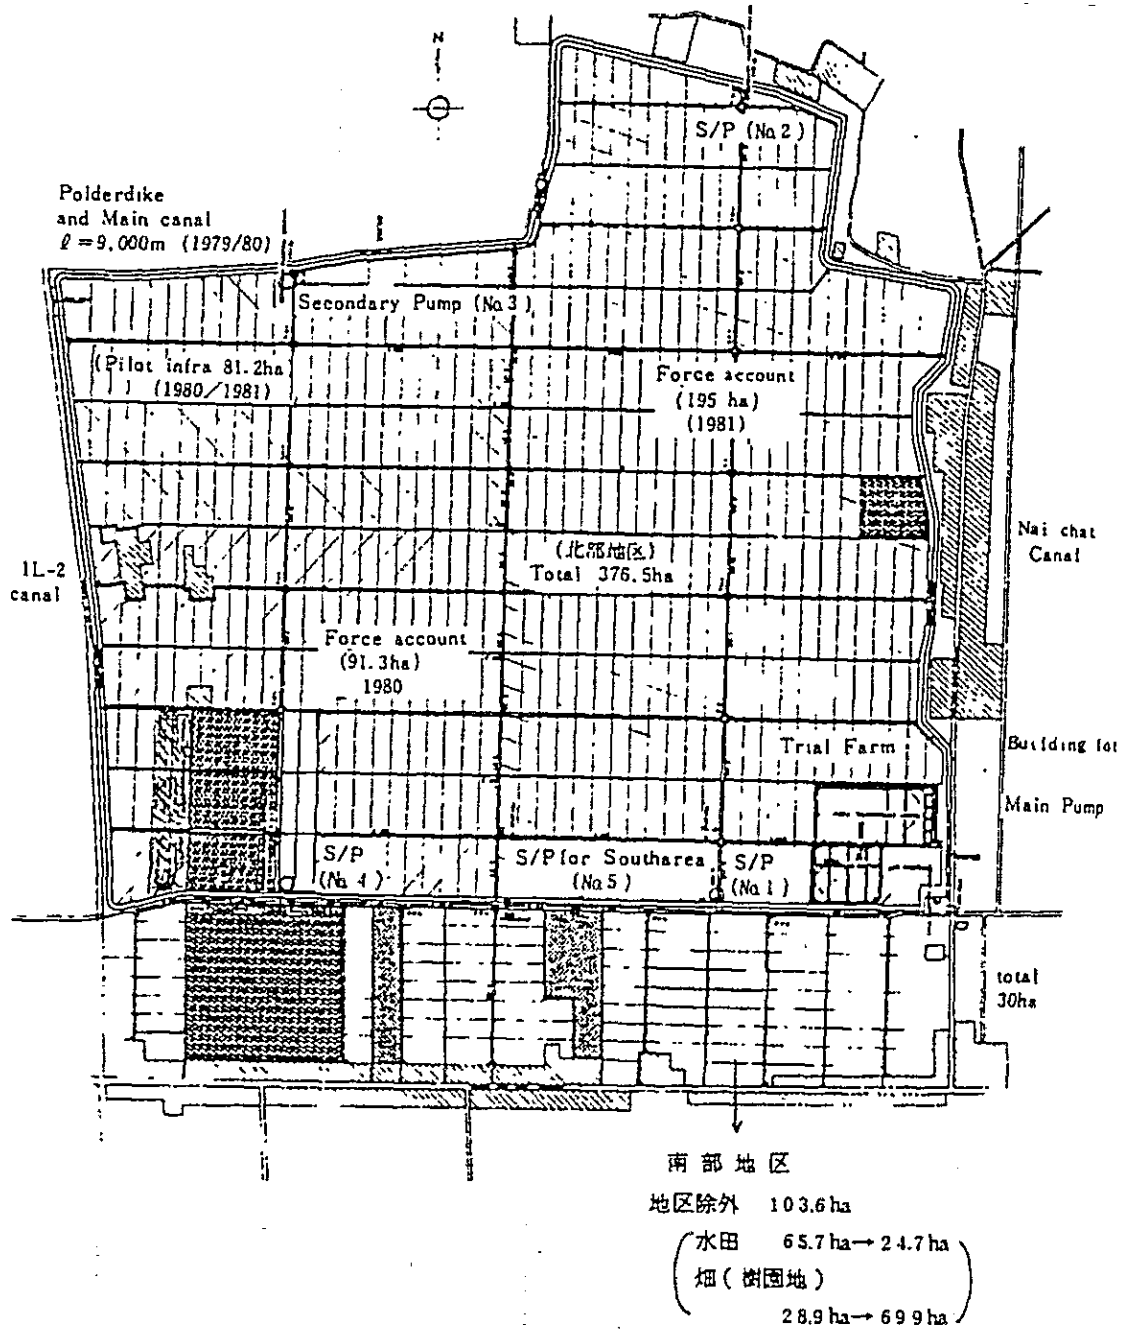 N
S/P (No 2)
Polderdike
and Main canal
ℓ = 9,000m (1979/80)
Secondary Pump (No 3)
(Pilot infra 81.2ha
(1980/1981)
Force account
(195 ha)
(1981)
Nai chat
Canal
(北部地区)
Total 376.5ha
1L-2
canal
Force account
(91.3ha)
1980
Trial Farm
Building lot
Main Pump
S/P
(No 4)
S/P for Southarea
(No 5)
S/P
(No 1)
total
30ha
南部地区
地区除外 103.6ha
水田 65.7ha→24.7ha
畑(樹園地)
28.9ha→69.9ha